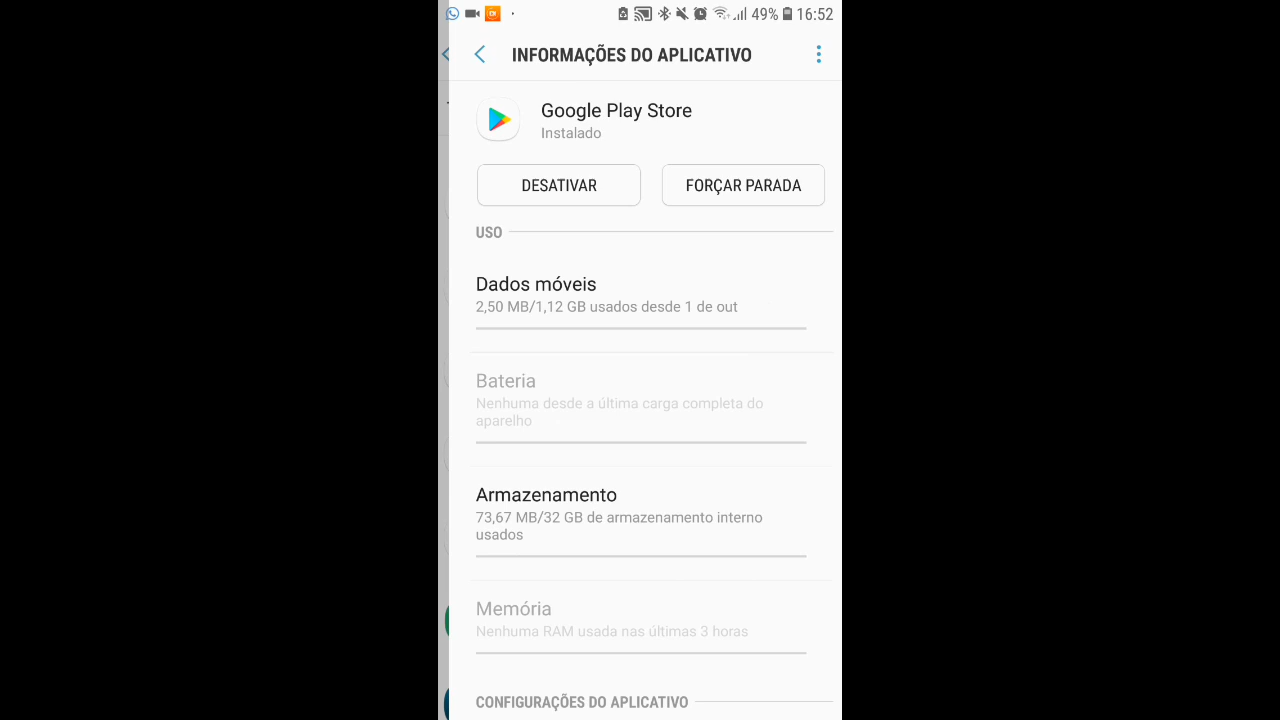 49% 16:52
INFORMAÇÕES DO APLICATIVO
Google Play Store
Instalado
DESATIVAR FORÇAR PARADA
USO
Dados móveis
2,50 MB/1,12 GB usados desde 1 de out
Bateria
Nenhuma desde a última carga completa do
aparelho
Armazenamento
73,67 MB/32 GB de armazenamento interno
usados
Memória
Nenhuma RAM usada nas últimas 3 horas
CONFIGURAÇÕES DO APLICATIVO